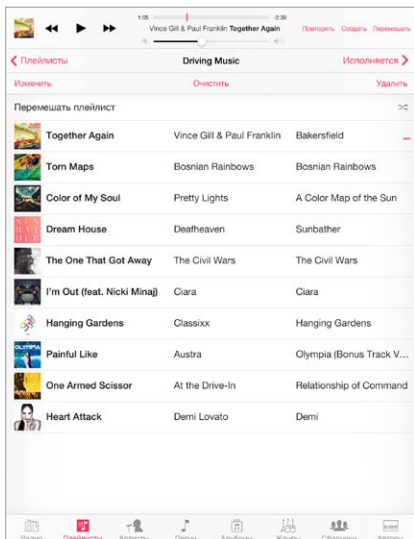 1:05 -2:39
Vince Gill & Paul Franklin Together Again
Повторять Создать Перемешать
Плейлисты Driving Music Исполняется
Изменить Очистить Удалить
Перемешать плейлист
Together Again Vince Gill & Paul Franklin Bakersfield
Torn Maps Bosnian Rainbows Bosnian Rainbows
Color of My Soul Pretty Lights A Color Map of the Sun
Dream House Deafheaven Sunbather
The One That Got Away The Civil Wars The Civil Wars
I'm Out (feat. Nicki Minaj) Ciara Ciara
Hanging Gardens Classixx Hanging Gardens
Painful Like Austra Olympia (Bonus Track V...
One Armed Scissor At the Drive-In Relationship of Command
Heart Attack Demi Lovato Demi
Радио Плейлисты Артисты Песни Альбомы Жанры Сборники Авторы